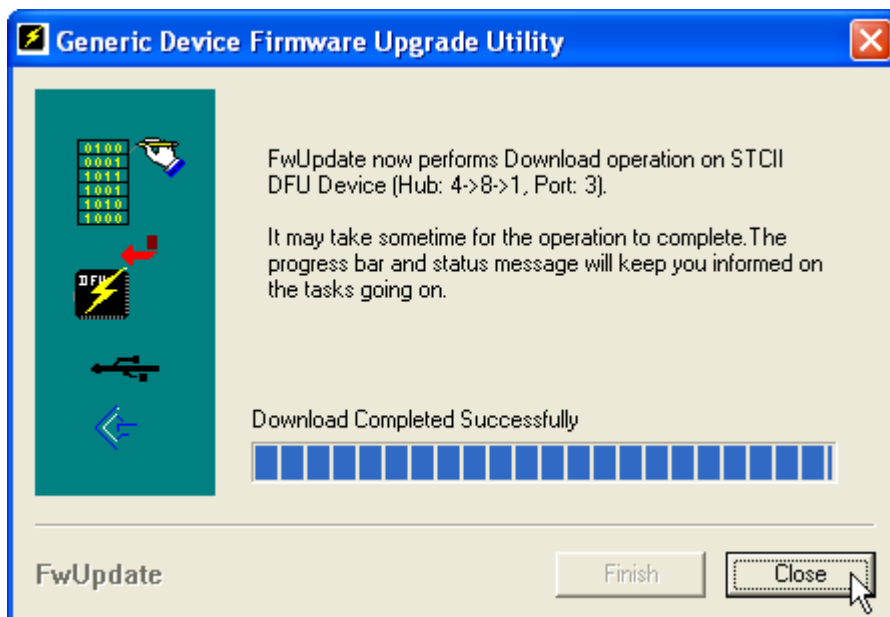 Generic Device Firmware Upgrade Utility
0100
0001
1011
1001
1010
1000
DFU
FwUpdate now performs Download operation on STCII
DFU Device (Hub: 4->8->1, Port: 3).
It may take sometime for the operation to complete.The
progress bar and status message will keep you informed on
the tasks going on.
Download Completed Successfully
FwUpdate
Finish
Close